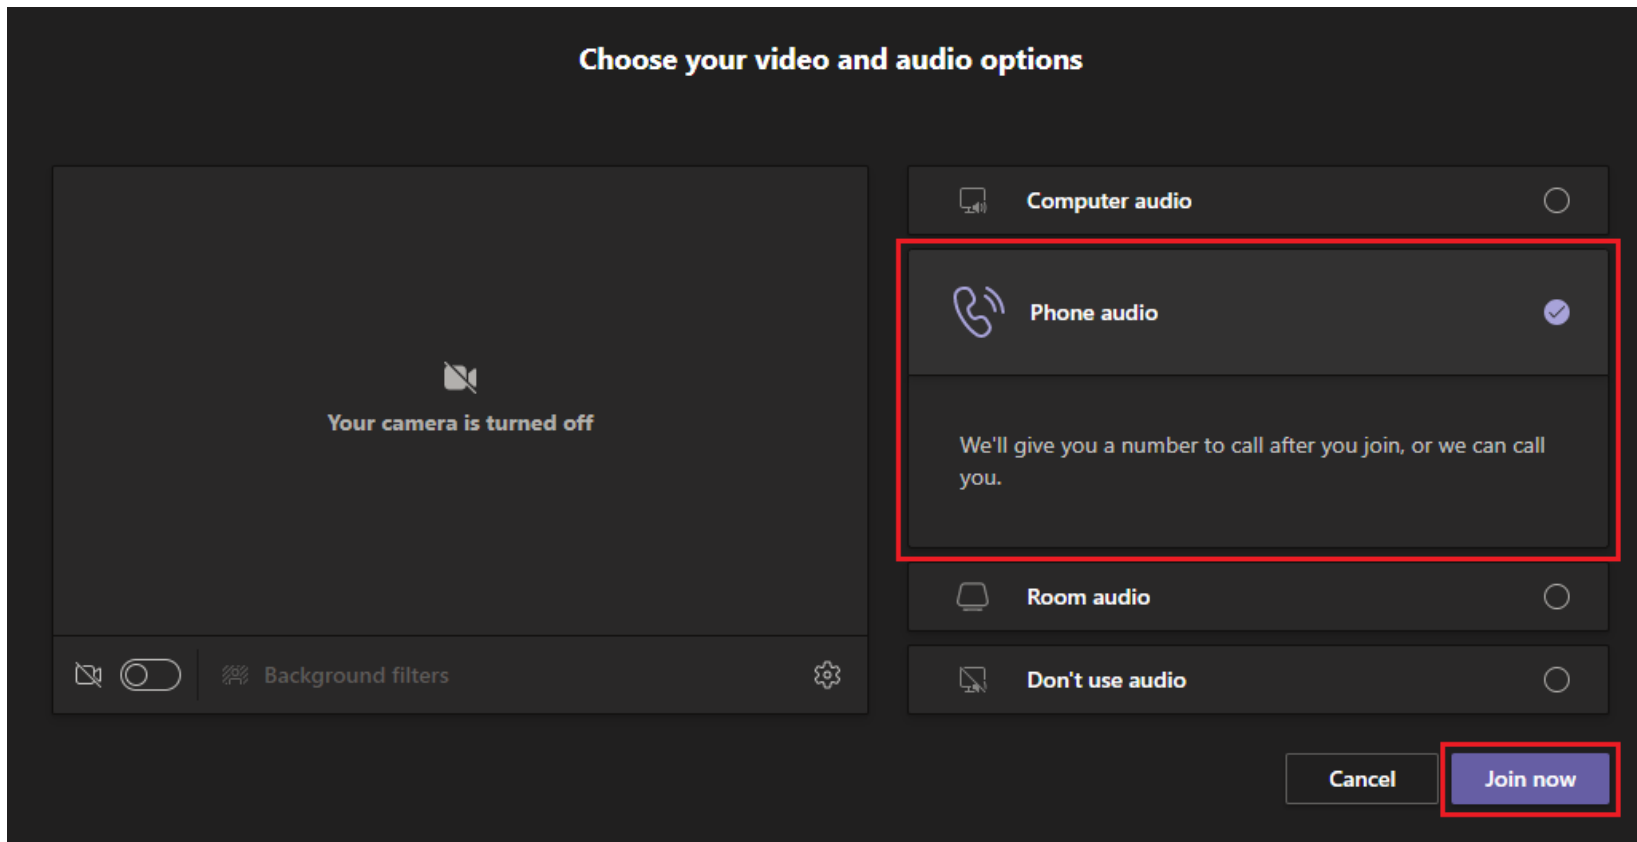 Choose your video and audio options
Your camera is turned off
Background filters
Computer audio
Phone audio
We'll give you a number to call after you join, or we can call
you.
Room audio
Don't use audio
Cancel
Join now